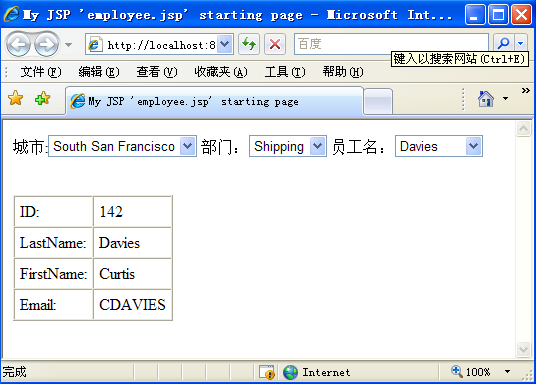 My JSP 'employee.jsp' starting page - Microsoft Int...
http://localhost:8 百度
键入以搜索网站(Ctrl+E)
文件(F) 编辑(E) 查看(V) 收藏夹(A) 工具(T) 帮助(H)
My JSP 'employee.jsp' starting page
城市: South San Francisco 部门: Shipping 员工名: Davies
ID: 142
LastName: Davies
FirstName: Curtis
Email: CDAVIES
完成 Internet 100%